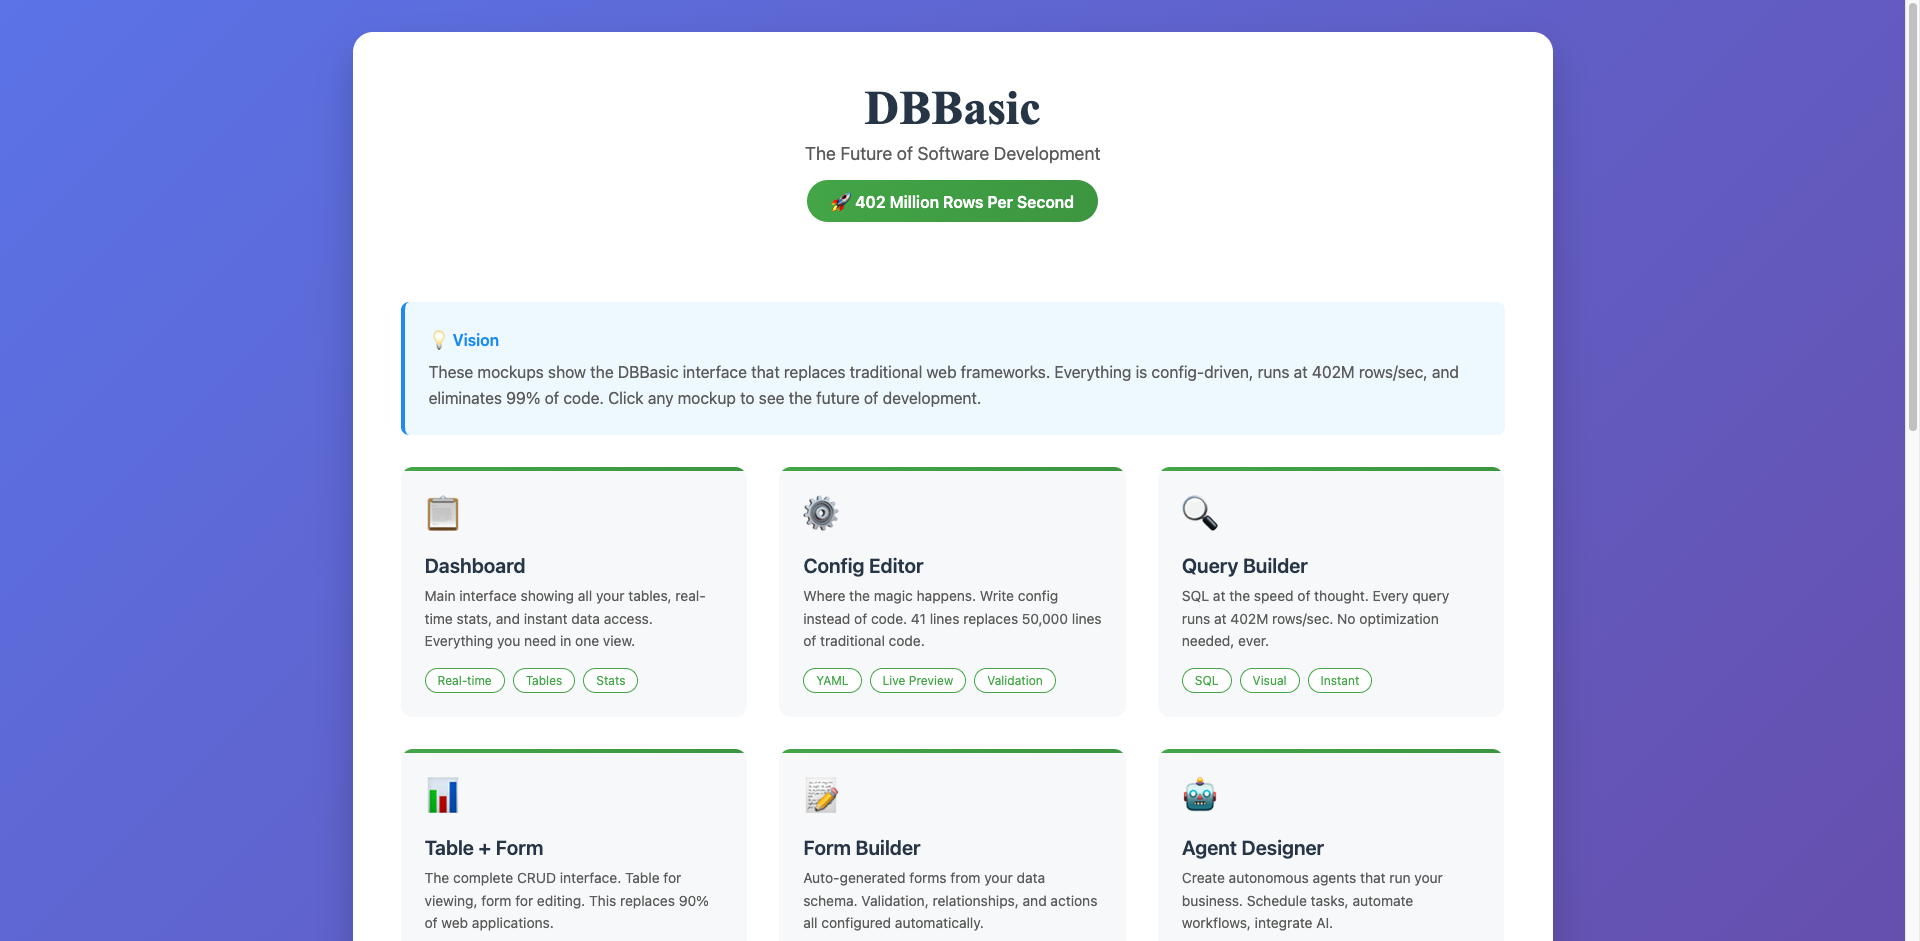 DBBasic
The Future of Software Development
🚀 402 Million Rows Per Second
💡 Vision
These mockups show the DBBasic interface that replaces traditional web frameworks. Everything is config-driven, runs at 402M rows/sec, and
eliminates 99% of code. Click any mockup to see the future of development.
Dashboard
Main interface showing all your tables, real-
time stats, and instant data access.
Everything you need in one view.
Real-time Tables Stats
Config Editor
Where the magic happens. Write config
instead of code. 41 lines replaces 50,000 lines
of traditional code.
YAML Live Preview Validation
Query Builder
SQL at the speed of thought. Every query
runs at 402M rows/sec. No optimization
needed, ever.
SQL Visual Instant
Table + Form
The complete CRUD interface. Table for
viewing, form for editing. This replaces 90%
of web applications.
Form Builder
Auto-generated forms from your data
schema. Validation, relationships, and actions
all configured automatically.
Agent Designer
Create autonomous agents that run your
business. Schedule tasks, automate
workflows, integrate AI.